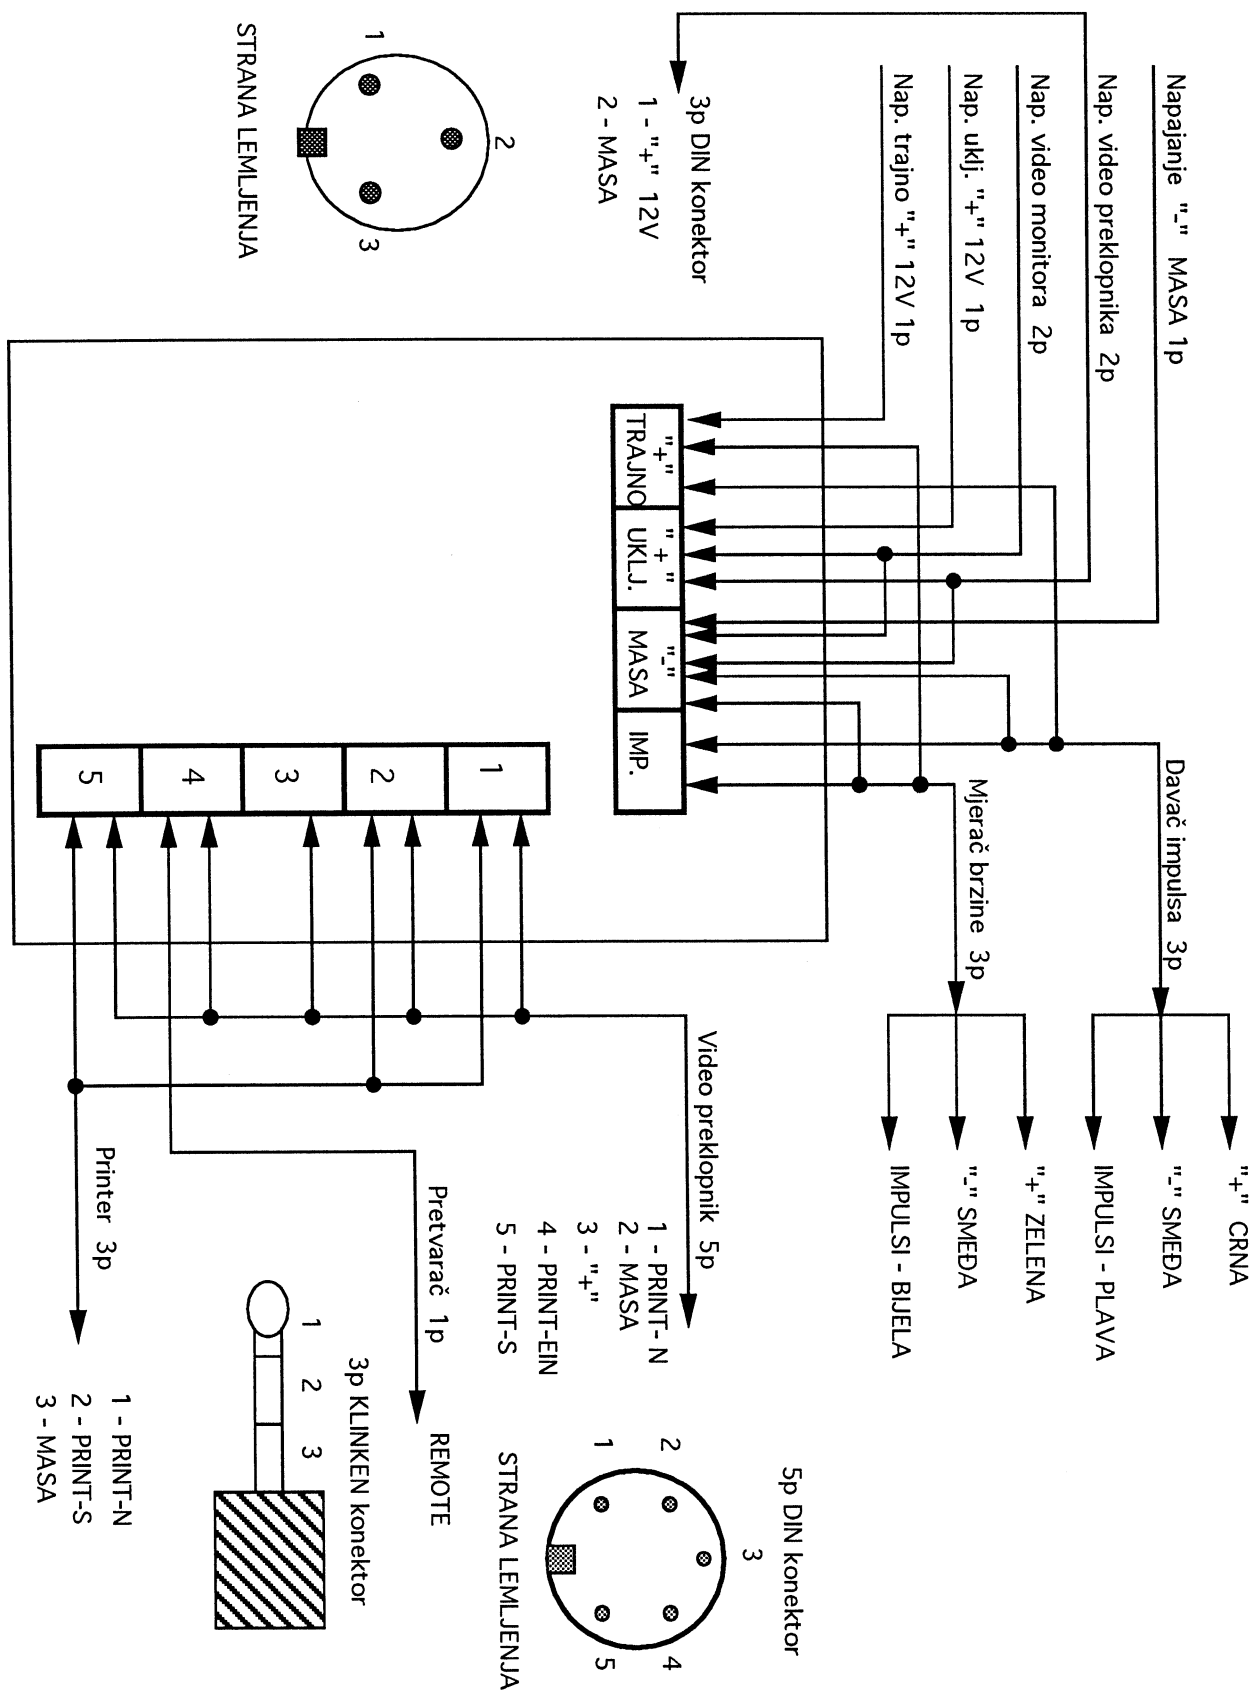 Napajanje "-" MASA 1p
Nap. video preklopnika 2p
Nap. video monitora 2p
Nap. uklj. "+" 12V 1p
Nap. trajno "+" 12V 1p
3p DIN konektor
1 - "+" 12V
2 - MASA
1
2
3
STRANA LEMLJENJA
"+"
TRAJNO
"+"
UKLJ.
"-"
MASA
IMP.
1
2
3
4
5
Davač impulsa 3p
Mjerač brzine 3p
"+" CRNA
"-" SMEĐA
IMPULSI - PLAVA
"+" ZELENA
"-" SMEĐA
IMPULSI - BIJELA
Video preklopnik 5p
1 - PRINT- N
2 - MASA
3 - "+"
4 - PRINT-EIN
5 - PRINT-S
5p DIN konektor
3
2
4
1
5
STRANA LEMLJENJA
Pretvarač 1p
REMOTE
3p KLINKEN konektor
1
2
3
Printer 3p
1 - PRINT-N
2 - PRINT-S
3 - MASA